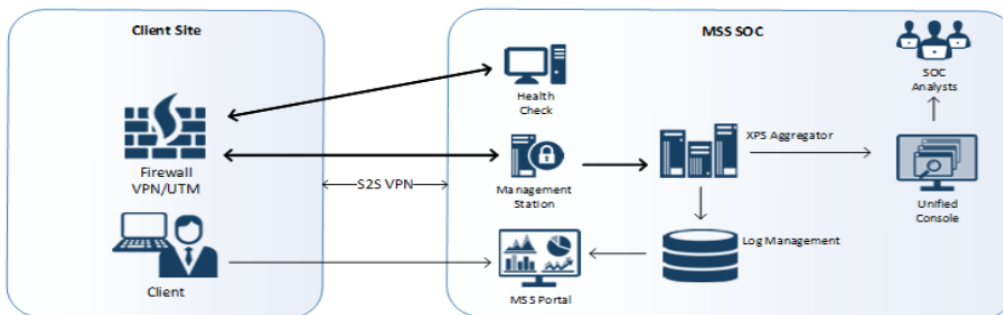 Client Site
Firewall
VPN/UTM
Client
S2S VPN
MSS SOC
Health
Check
Management
Station
MSS Portal
XPS Aggregator
Log Management
SOC
Analysts
Unified
Console